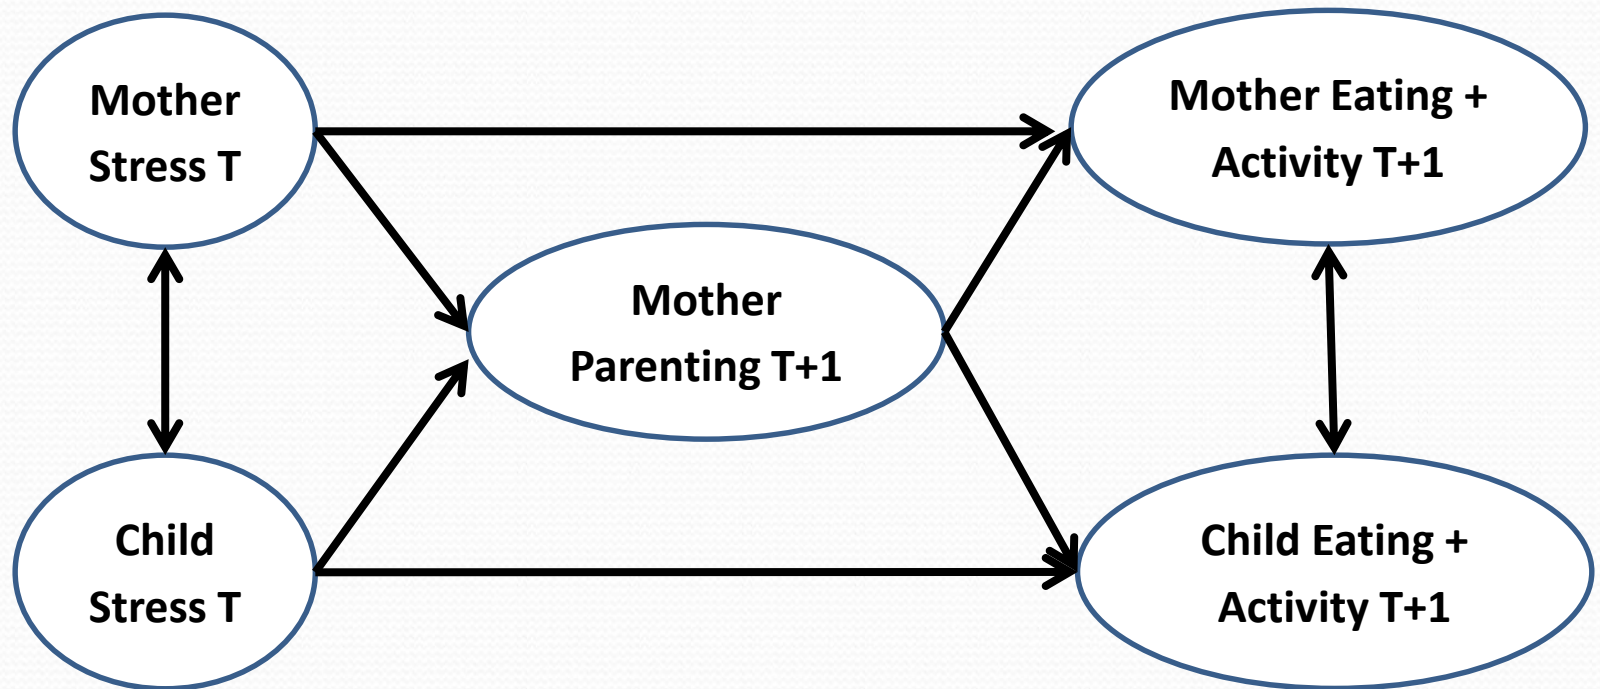 Mother
Stress T
Mother Eating +
Activity T+1
Mother
Parenting T+1
Child
Stress T
Child Eating +
Activity T+1